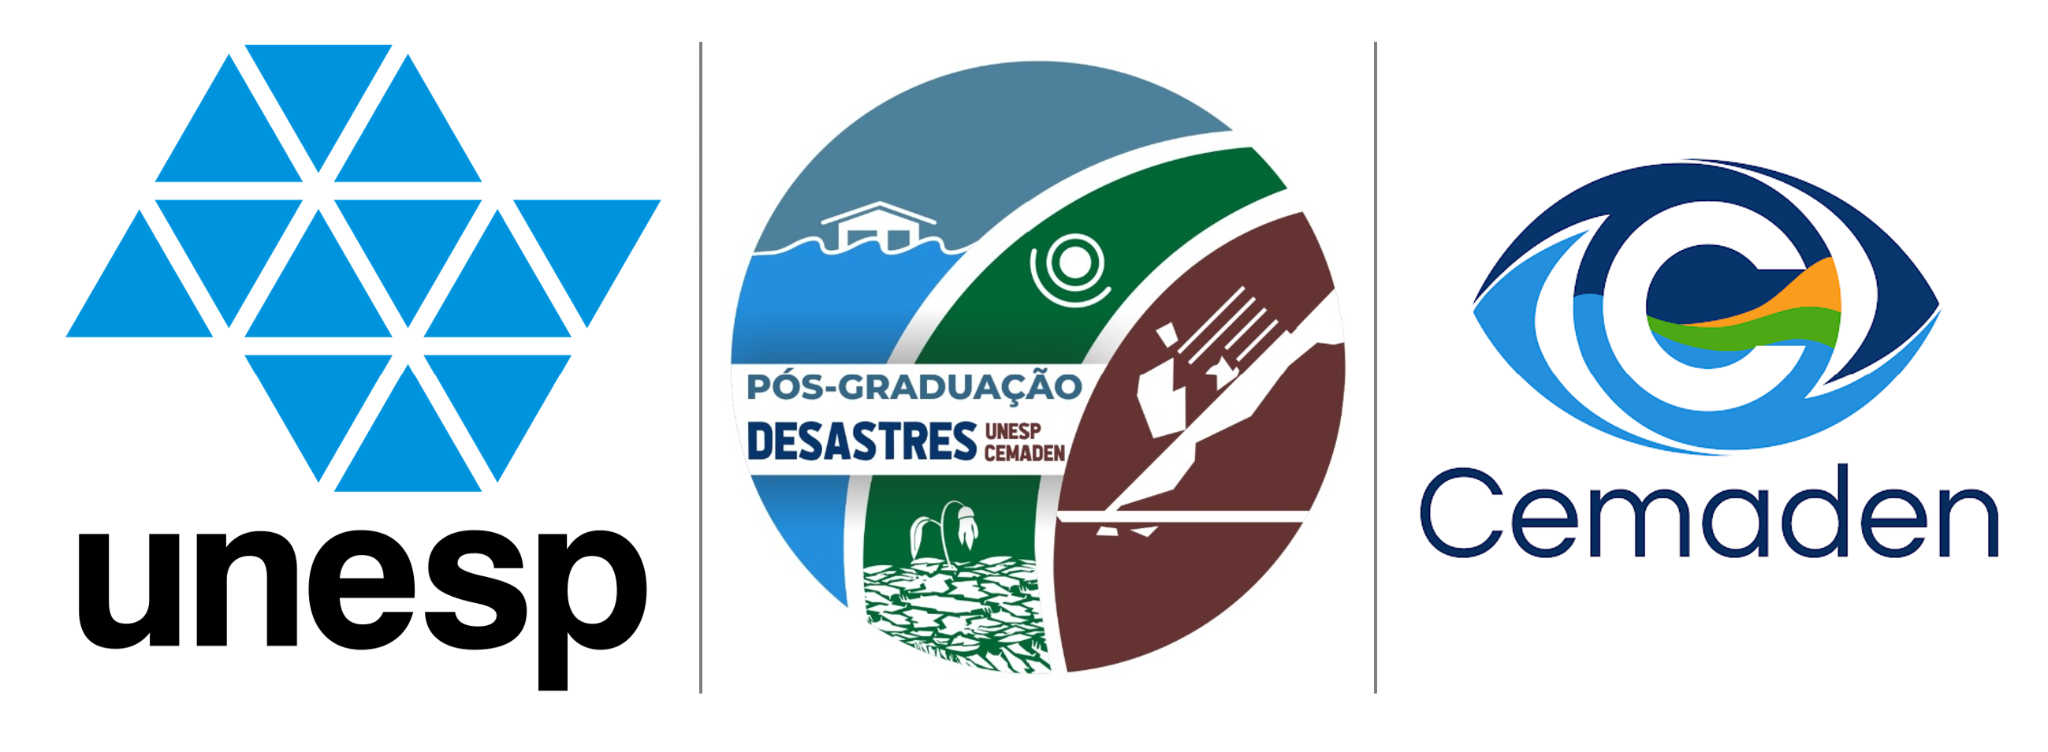 unesp
PÓS-GRADUAÇÃO
DESASTRES
UNESP
CEMADEN
Cemaden